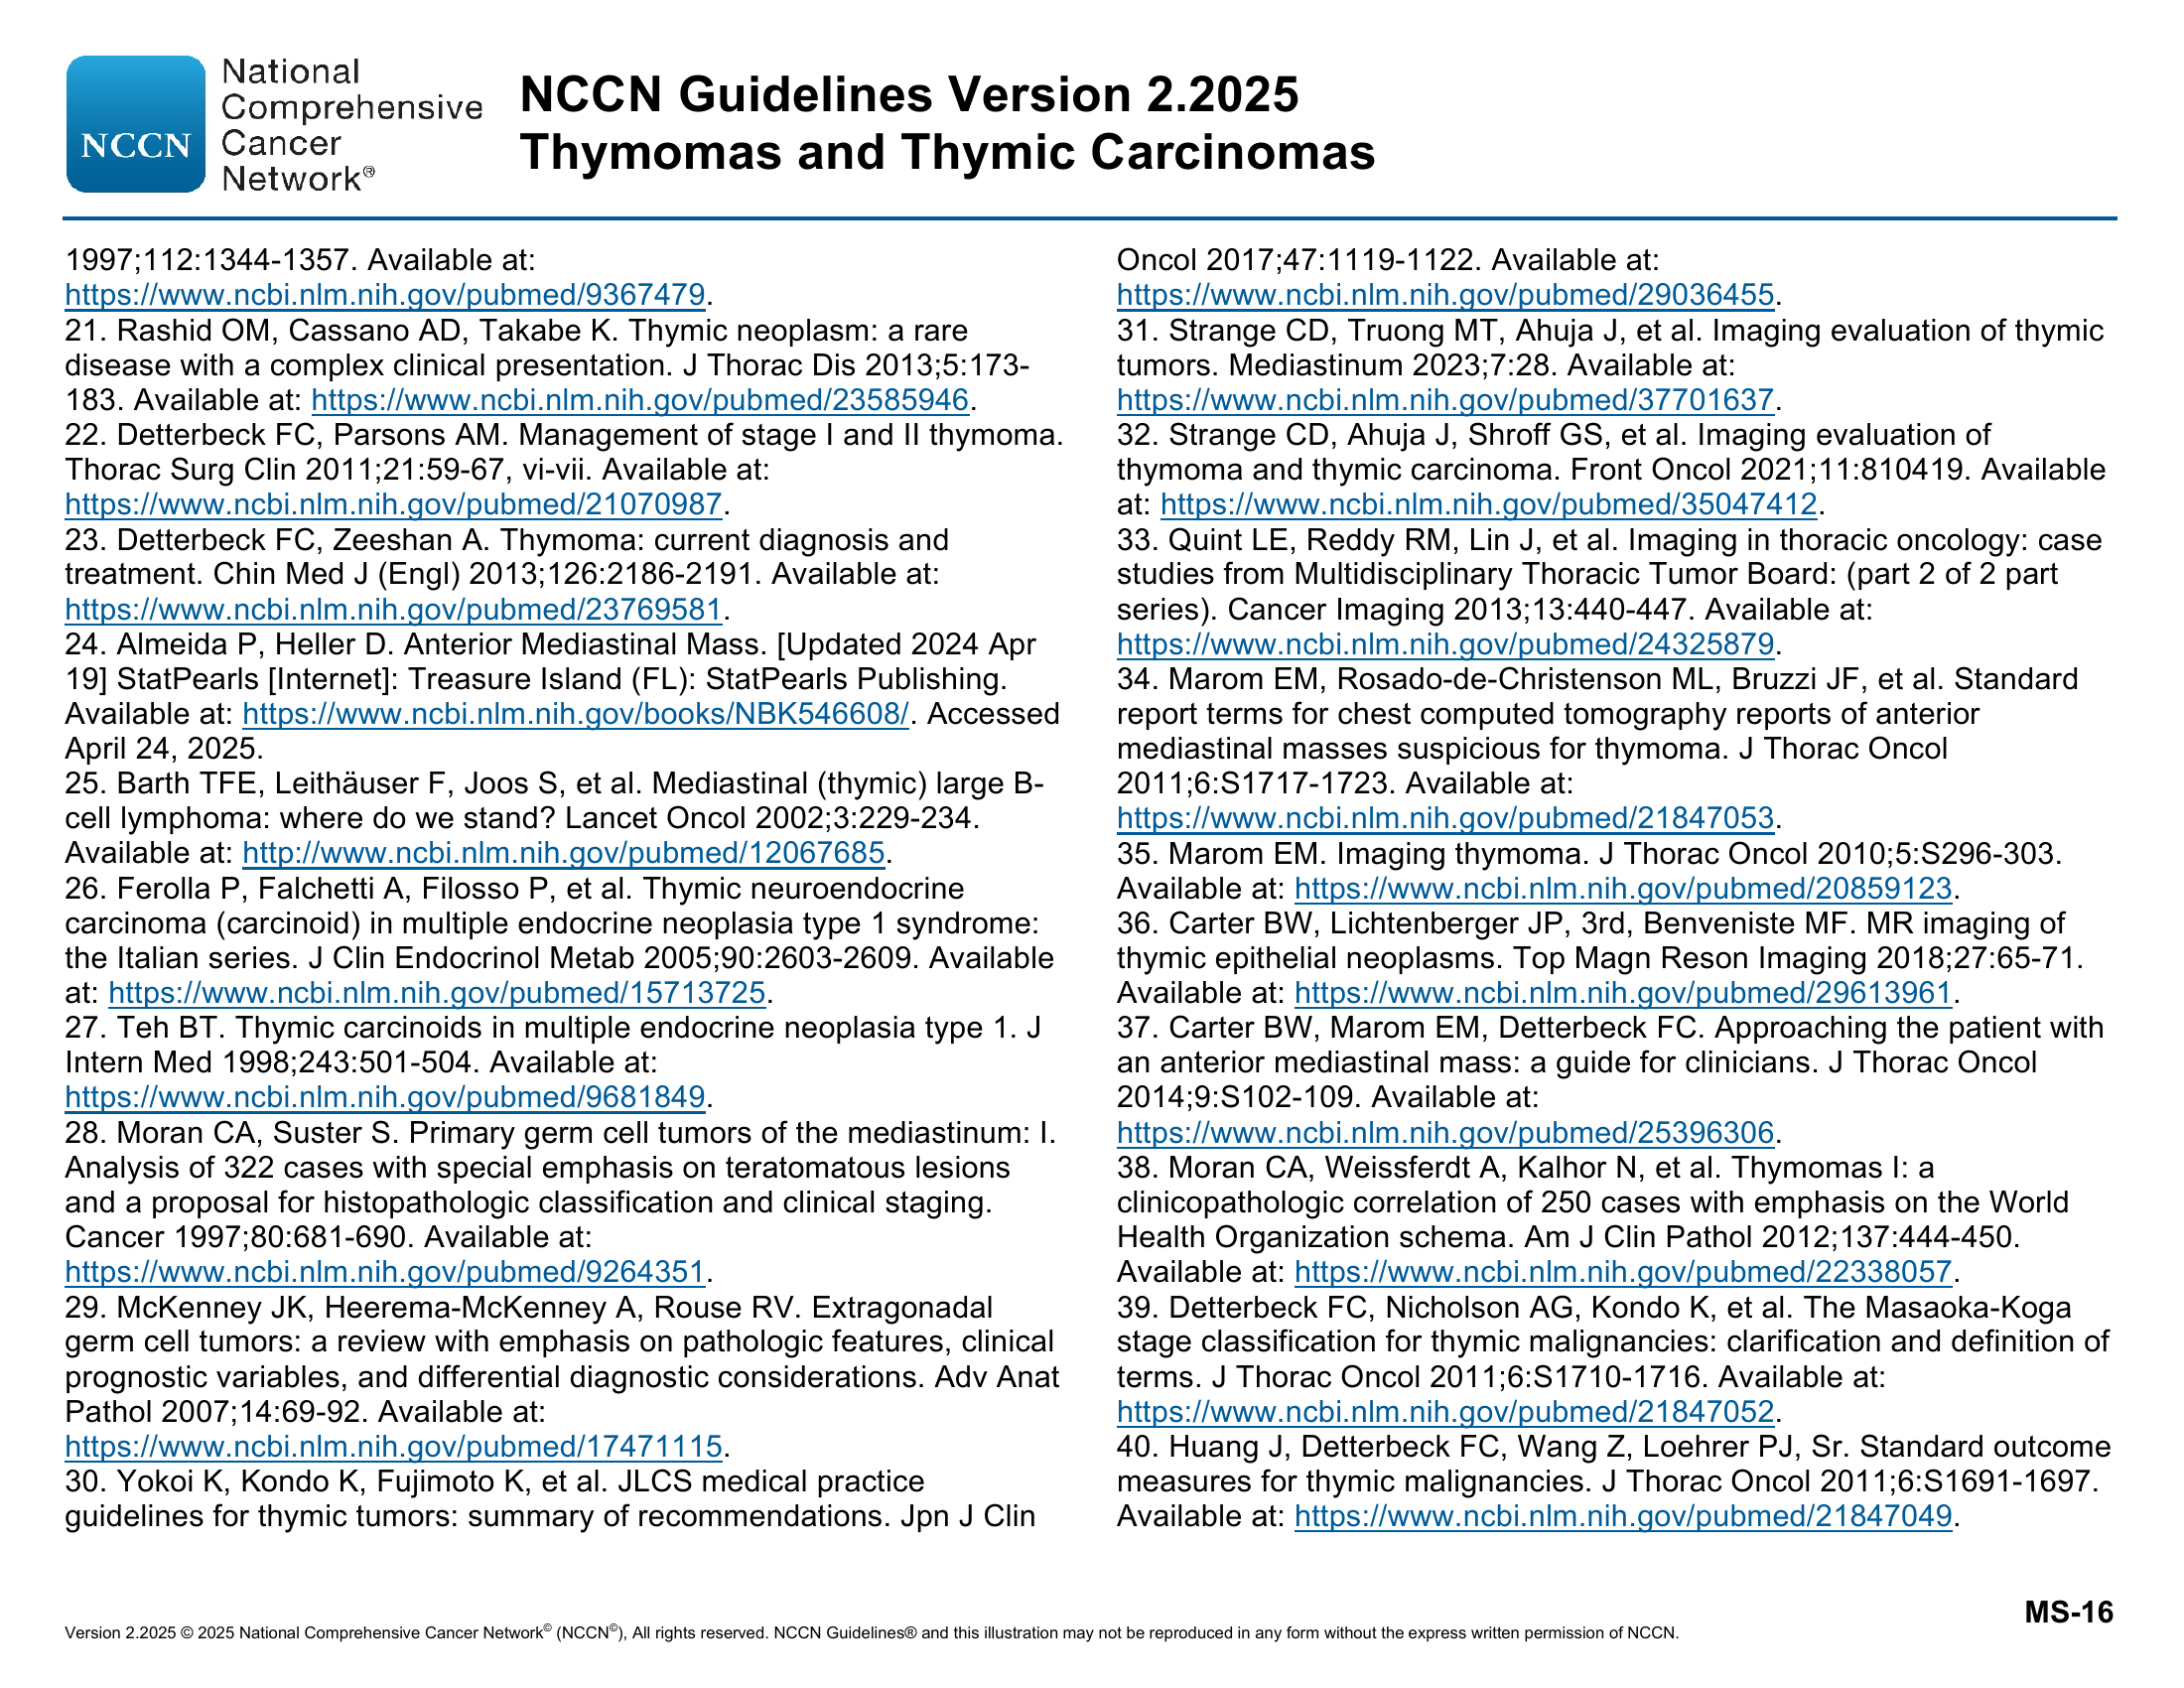 NCCN
National
Comprehensive
Cancer
Network®
NCCN Guidelines Version 2.2025
Thymomas and Thymic Carcinomas
1997;112:1344-1357. Available at:
https://www.ncbi.nlm.nih.gov/pubmed/9367479.
21. Rashid OM, Cassano AD, Takabe K. Thymic neoplasm: a rare
disease with a complex clinical presentation. J Thorac Dis 2013;5:173-
183. Available at: https://www.ncbi.nlm.nih.gov/pubmed/23585946.
22. Detterbeck FC, Parsons AM. Management of stage I and II thymoma.
Thorac Surg Clin 2011;21:59-67, vi-vii. Available at:
https://www.ncbi.nlm.nih.gov/pubmed/21070987.
23. Detterbeck FC, Zeeshan A. Thymoma: current diagnosis and
treatment. Chin Med J (Engl) 2013;126:2186-2191. Available at:
https://www.ncbi.nlm.nih.gov/pubmed/23769581.
24. Almeida P, Heller D. Anterior Mediastinal Mass. [Updated 2024 Apr
19] StatPearls [Internet]: Treasure Island (FL): StatPearls Publishing.
Available at: https://www.ncbi.nlm.nih.gov/books/NBK546608/. Accessed
April 24, 2025.
25. Barth TFE, Leithäuser F, Joos S, et al. Mediastinal (thymic) large B-
cell lymphoma: where do we stand? Lancet Oncol 2002;3:229-234.
Available at: http://www.ncbi.nlm.nih.gov/pubmed/12067685.
26. Ferolla P, Falchetti A, Filosso P, et al. Thymic neuroendocrine
carcinoma (carcinoid) in multiple endocrine neoplasia type 1 syndrome:
the Italian series. J Clin Endocrinol Metab 2005;90:2603-2609. Available
at: https://www.ncbi.nlm.nih.gov/pubmed/15713725.
27. Teh BT. Thymic carcinoids in multiple endocrine neoplasia type 1. J
Intern Med 1998;243:501-504. Available at:
https://www.ncbi.nlm.nih.gov/pubmed/9681849.
28. Moran CA, Suster S. Primary germ cell tumors of the mediastinum: I.
Analysis of 322 cases with special emphasis on teratomatous lesions
and a proposal for histopathologic classification and clinical staging.
Cancer 1997;80:681-690. Available at:
https://www.ncbi.nlm.nih.gov/pubmed/9264351.
29. McKenney JK, Heerema-McKenney A, Rouse RV. Extragonadal
germ cell tumors: a review with emphasis on pathologic features, clinical
prognostic variables, and differential diagnostic considerations. Adv Anat
Pathol 2007;14:69-92. Available at:
https://www.ncbi.nlm.nih.gov/pubmed/17471115.
30. Yokoi K, Kondo K, Fujimoto K, et al. JLCS medical practice
guidelines for thymic tumors: summary of recommendations. Jpn J Clin
Oncol 2017;47:1119-1122. Available at:
https://www.ncbi.nlm.nih.gov/pubmed/29036455.
31. Strange CD, Truong MT, Ahuja J, et al. Imaging evaluation of thymic
tumors. Mediastinum 2023;7:28. Available at:
https://www.ncbi.nlm.nih.gov/pubmed/37701637.
32. Strange CD, Ahuja J, Shroff GS, et al. Imaging evaluation of
thymoma and thymic carcinoma. Front Oncol 2021;11:810419. Available
at: https://www.ncbi.nlm.nih.gov/pubmed/35047412.
33. Quint LE, Reddy RM, Lin J, et al. Imaging in thoracic oncology: case
studies from Multidisciplinary Thoracic Tumor Board: (part 2 of 2 part
series). Cancer Imaging 2013;13:440-447. Available at:
https://www.ncbi.nlm.nih.gov/pubmed/24325879.
34. Marom EM, Rosado-de-Christenson ML, Bruzzi JF, et al. Standard
report terms for chest computed tomography reports of anterior
mediastinal masses suspicious for thymoma. J Thorac Oncol
2011;6:S1717-1723. Available at:
https://www.ncbi.nlm.nih.gov/pubmed/21847053.
35. Marom EM. Imaging thymoma. J Thorac Oncol 2010;5:S296-303.
Available at: https://www.ncbi.nlm.nih.gov/pubmed/20859123.
36. Carter BW, Lichtenberger JP, 3rd, Benveniste MF. MR imaging of
thymic epithelial neoplasms. Top Magn Reson Imaging 2018;27:65-71.
Available at: https://www.ncbi.nlm.nih.gov/pubmed/29613961.
37. Carter BW, Marom EM, Detterbeck FC. Approaching the patient with
an anterior mediastinal mass: a guide for clinicians. J Thorac Oncol
2014;9:S102-109. Available at:
https://www.ncbi.nlm.nih.gov/pubmed/25396306.
38. Moran CA, Weissferdt A, Kalhor N, et al. Thymomas I: a
clinicopathologic correlation of 250 cases with emphasis on the World
Health Organization schema. Am J Clin Pathol 2012;137:444-450.
Available at: https://www.ncbi.nlm.nih.gov/pubmed/22338057.
39. Detterbeck FC, Nicholson AG, Kondo K, et al. The Masaoka-Koga
stage classification for thymic malignancies: clarification and definition of
terms. J Thorac Oncol 2011;6:S1710-1716. Available at:
https://www.ncbi.nlm.nih.gov/pubmed/21847052.
40. Huang J, Detterbeck FC, Wang Z, Loehrer PJ, Sr. Standard outcome
measures for thymic malignancies. J Thorac Oncol 2011;6:S1691-1697.
Available at: https://www.ncbi.nlm.nih.gov/pubmed/21847049.
MS-16
Version 2.2025 © 2025 National Comprehensive Cancer Network© (NCCN©), All rights reserved. NCCN Guidelines® and this illustration may not be reproduced in any form without the express written permission of NCCN.